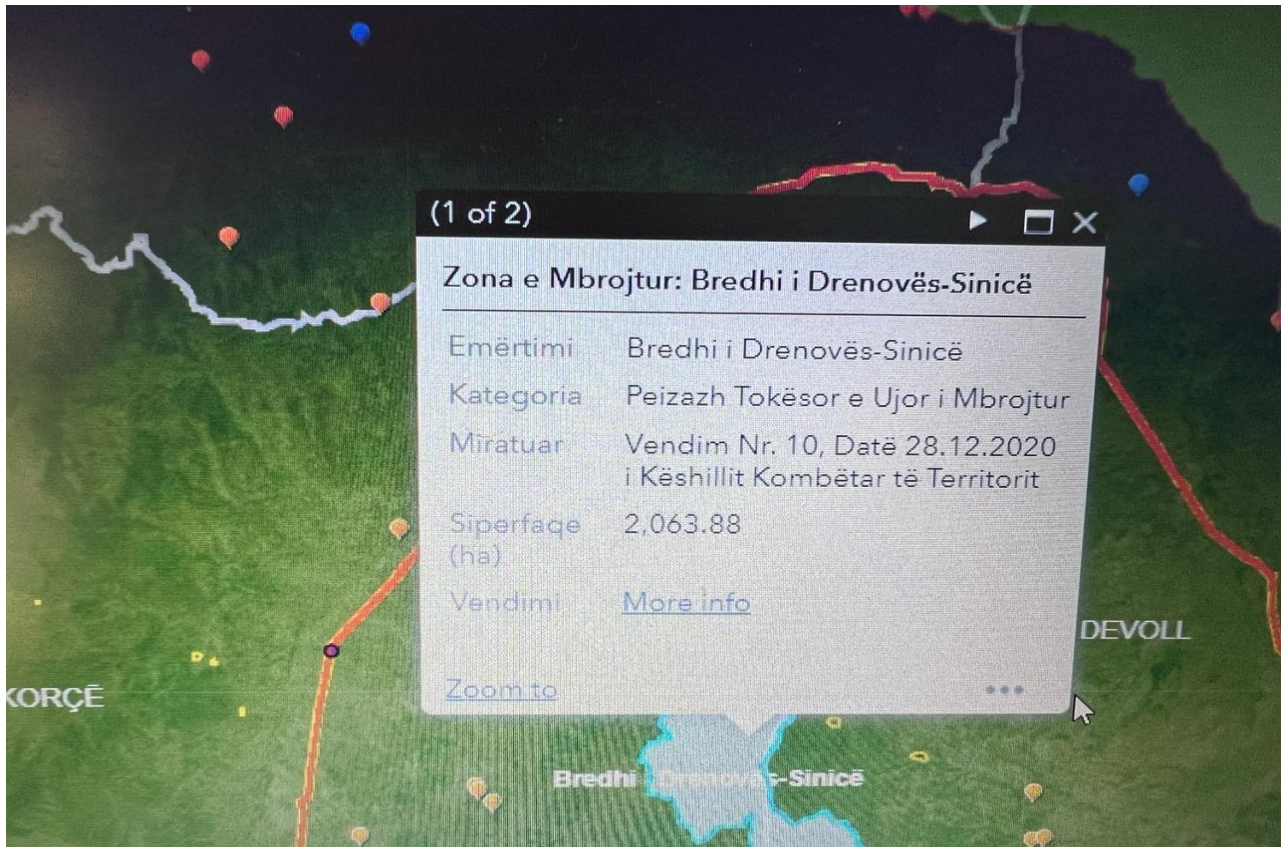 (1 of 2)
Zona e Mbrojtur: Bredhi i Drenovës-Sinicë
Emërtimi Bredhi i Drenovës-Sinicë
Kategoria Peizazh Tokësor e Ujor i Mbrojtur
Miratuar Vendim Nr. 10, Datë 28.12.2020
i Këshillit Kombëtar të Territorit
Siperfaqe 2,063.88
(ha)
Vendimi More info
Zoom to
DEVOLL
KORÇË
Bredhi i Drenovës-Sinicë